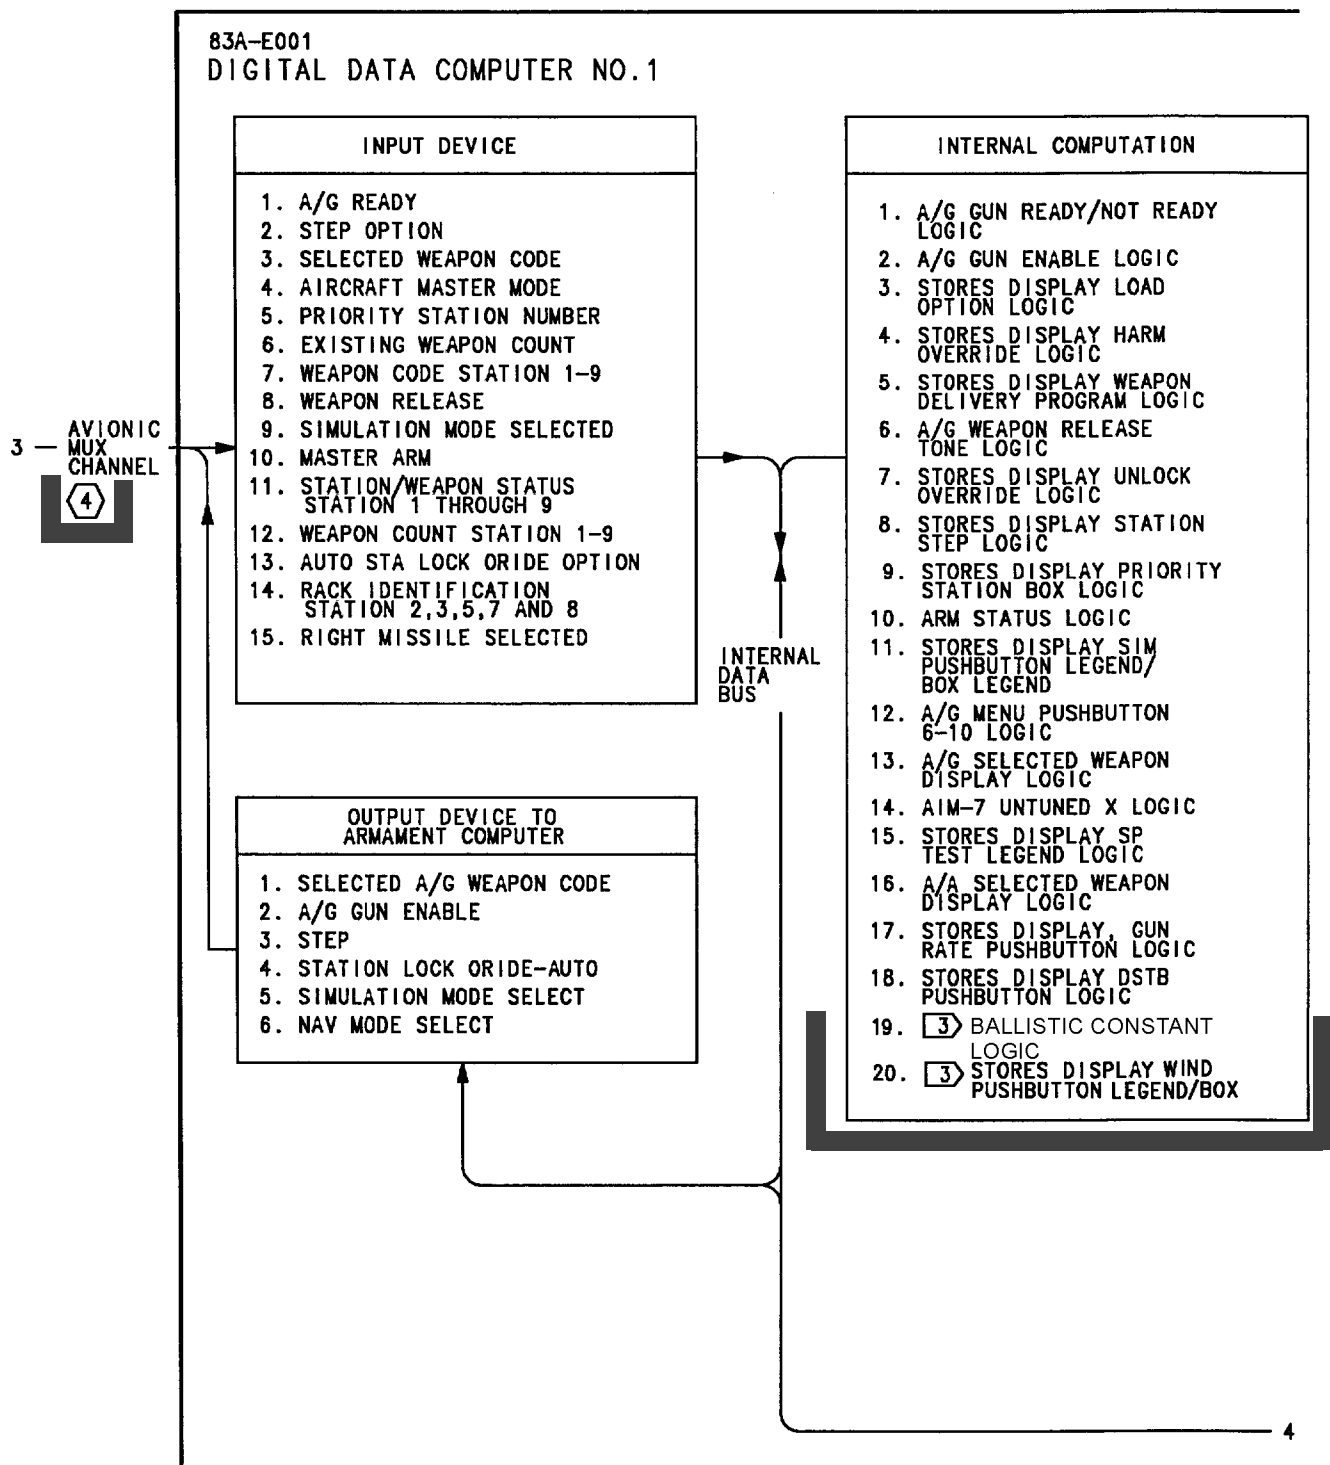 83A-E001
DIGITAL DATA COMPUTER NO.1
INPUT DEVICE
1. A/G READY
2. STEP OPTION
3. SELECTED WEAPON CODE
4. AIRCRAFT MASTER MODE
5. PRIORITY STATION NUMBER
6. EXISTING WEAPON COUNT
7. WEAPON CODE STATION 1-9
8. WEAPON RELEASE
9. SIMULATION MODE SELECTED
10. MASTER ARM
11. STATION/WEAPON STATUS
STATION 1 THROUGH 9
12. WEAPON COUNT STATION 1-9
13. AUTO STA LOCK ORIDE OPTION
14. RACK IDENTIFICATION
STATION 2,3,5,7 AND 8
15. RIGHT MISSILE SELECTED
3
AVIONIC
MUX
CHANNEL
4
OUTPUT DEVICE TO
ARMAMENT COMPUTER
1. SELECTED A/G WEAPON CODE
2. A/G GUN ENABLE
3. STEP
4. STATION LOCK ORIDE-AUTO
5. SIMULATION MODE SELECT
6. NAV MODE SELECT
INTERNAL
DATA
BUS
INTERNAL COMPUTATION
1. A/G GUN READY/NOT READY
LOGIC
2. A/G GUN ENABLE LOGIC
3. STORES DISPLAY LOAD
OPTION LOGIC
4. STORES DISPLAY HARM
OVERRIDE LOGIC
5. STORES DISPLAY WEAPON
DELIVERY PROGRAM LOGIC
6. A/G WEAPON RELEASE
TONE LOGIC
7. STORES DISPLAY UNLOCK
OVERRIDE LOGIC
8. STORES DISPLAY STATION
STEP LOGIC
9. STORES DISPLAY PRIORITY
STATION BOX LOGIC
10. ARM STATUS LOGIC
11. STORES DISPLAY SIM
PUSHBUTTON LEGEND/
BOX LEGEND
12. A/G MENU PUSHBUTTON
6-10 LOGIC
13. A/G SELECTED WEAPON
DISPLAY LOGIC
14. AIM-7 UNTUNED X LOGIC
15. STORES DISPLAY SP
TEST LEGEND LOGIC
16. A/A SELECTED WEAPON
DISPLAY LOGIC
17. STORES DISPLAY, GUN
RATE PUSHBUTTON LOGIC
18. STORES DISPLAY DSTB
PUSHBUTTON LOGIC
19. 3 BALLISTIC CONSTANT
LOGIC
20. 3 STORES DISPLAY WIND
PUSHBUTTON LEGEND/BOX
4